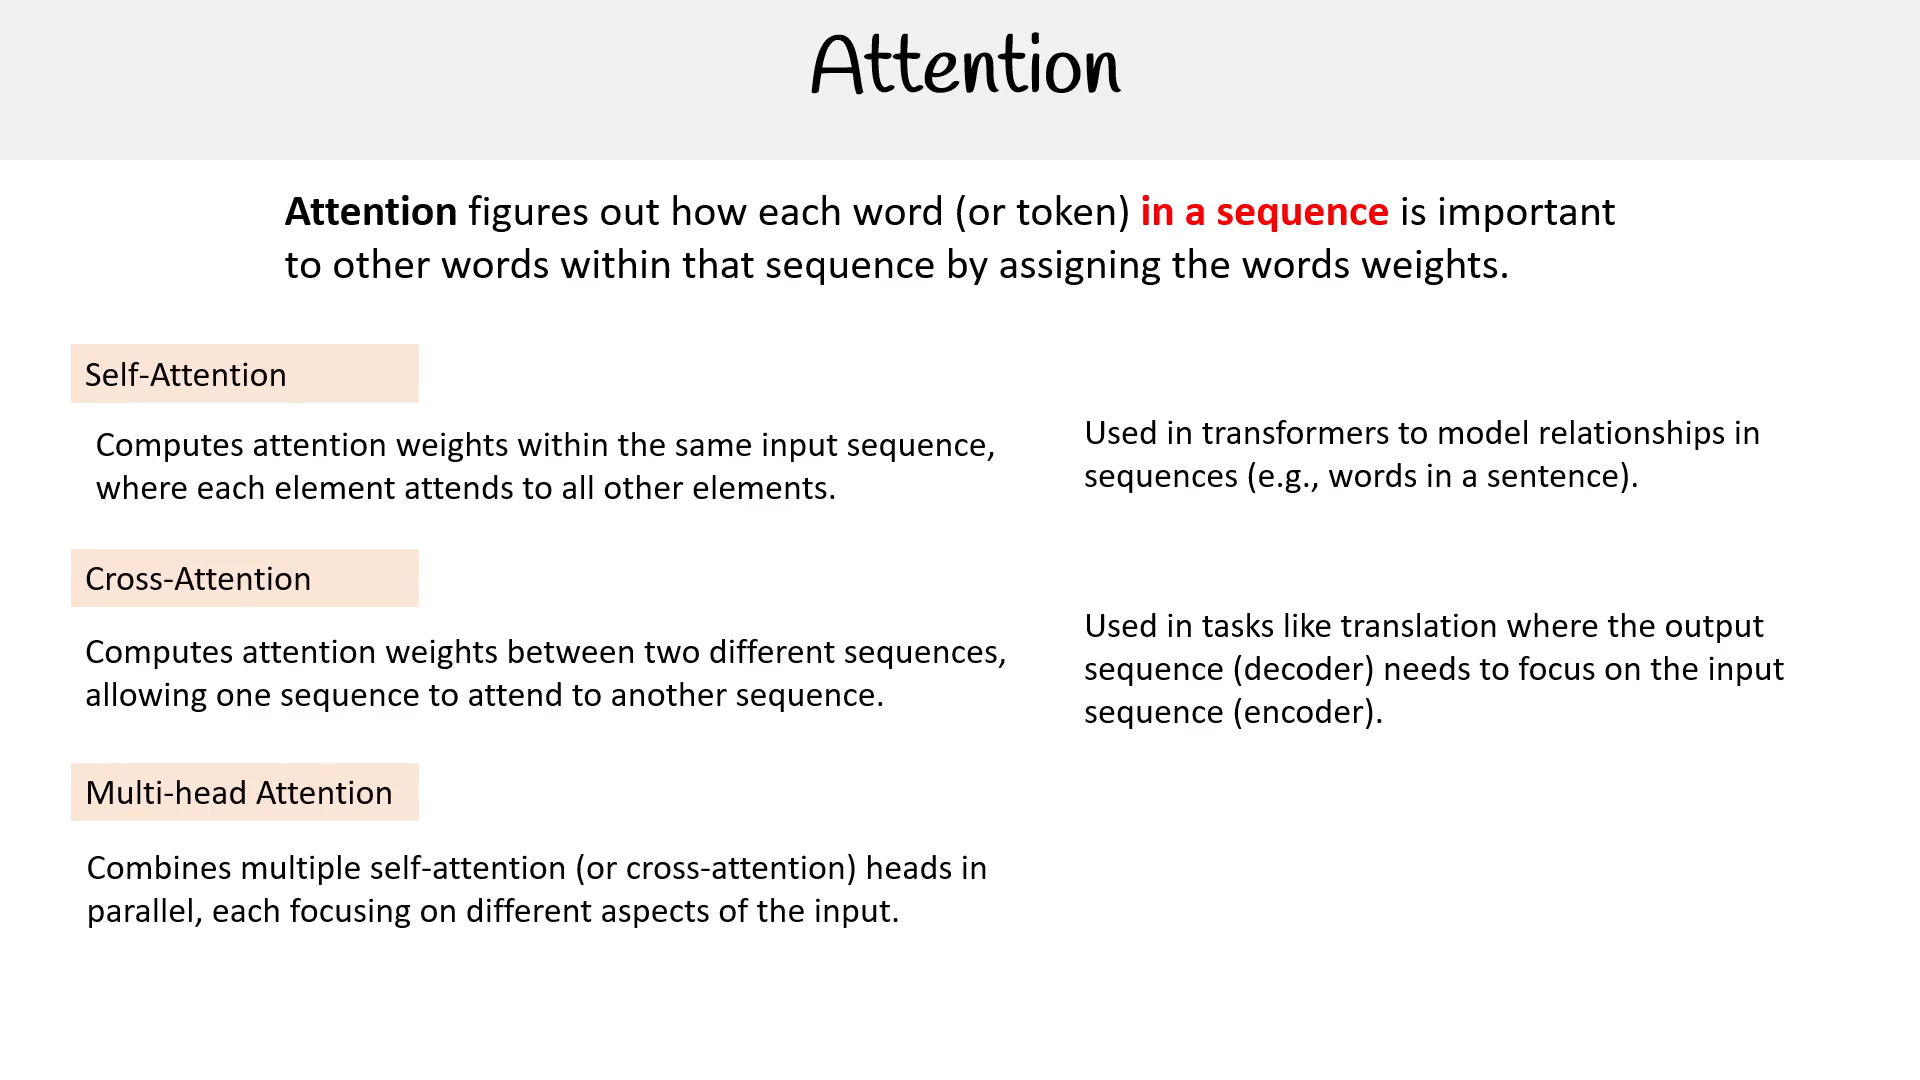 Attention
Attention figures out how each word (or token) in a sequence is important
to other words within that sequence by assigning the words weights.
Self-Attention
Computes attention weights within the same input sequence,
where each element attends to all other elements.
Used in transformers to model relationships in
sequences (e.g., words in a sentence).
Cross-Attention
Computes attention weights between two different sequences,
allowing one sequence to attend to another sequence.
Used in tasks like translation where the output
sequence (decoder) needs to focus on the input
sequence (encoder).
Multi-head Attention
Combines multiple self-attention (or cross-attention) heads in
parallel, each focusing on different aspects of the input.